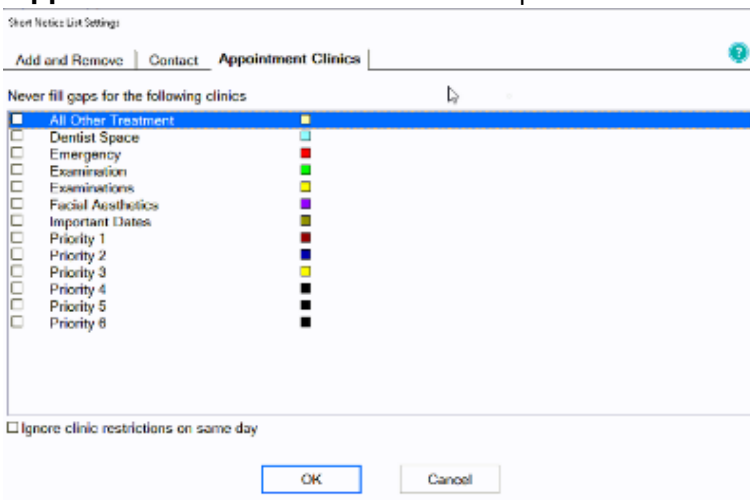 Short Notice List Settings
Add and Remove Contact Appointment Clinics ?
Never fill gaps for the following clinics
All Other Treatment
Dentist Space
Emergency
Examination
Examinations
Facial Aesthetics
Important Dates
Priority 1
Priority 2
Priority 3
Priority 4
Priority 5
Priority 6
Ignore clinic restrictions on same day
OK Cancel